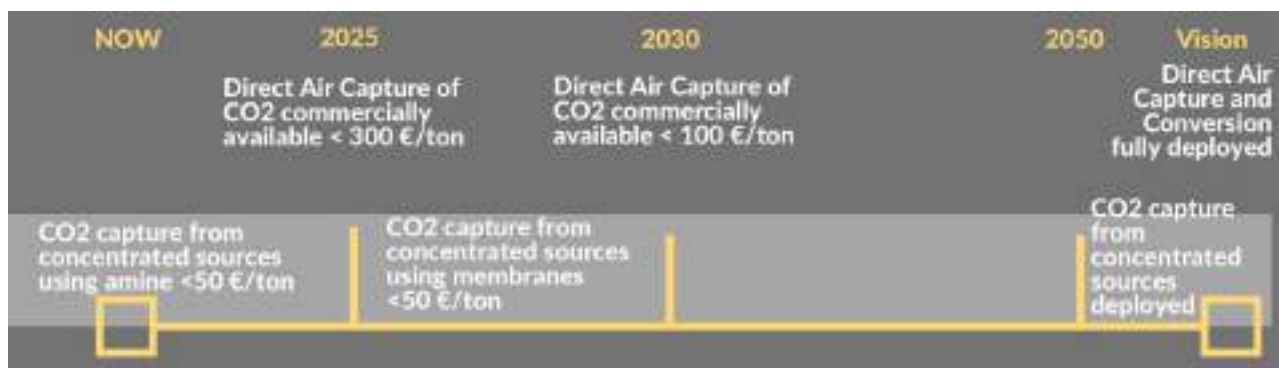 NOW
2025
2030
2050
Vision
Direct Air Capture of
CO2 commercially
available < 300 €/ton
Direct Air Capture of
CO2 commercially
available < 100 €/ton
Direct Air
Capture and
Conversion
fully deployed
CO2 capture from
concentrated sources
using amine <50 €/ton
CO2 capture from
concentrated sources
using membranes
<50 €/ton
CO2 capture
from
concentrated
sources
deployed